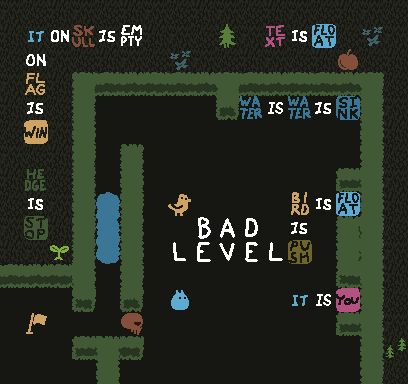 IT ON SKULL IS EMPTY
TEXT IS FLOAT
ON
FLAG
IS
WIN
WATER IS WATER IS SINK
HEDGE
IS
STOP
BIRD IS FLOAT
IS
PUSH
BAD
LEVEL
IT IS YOU